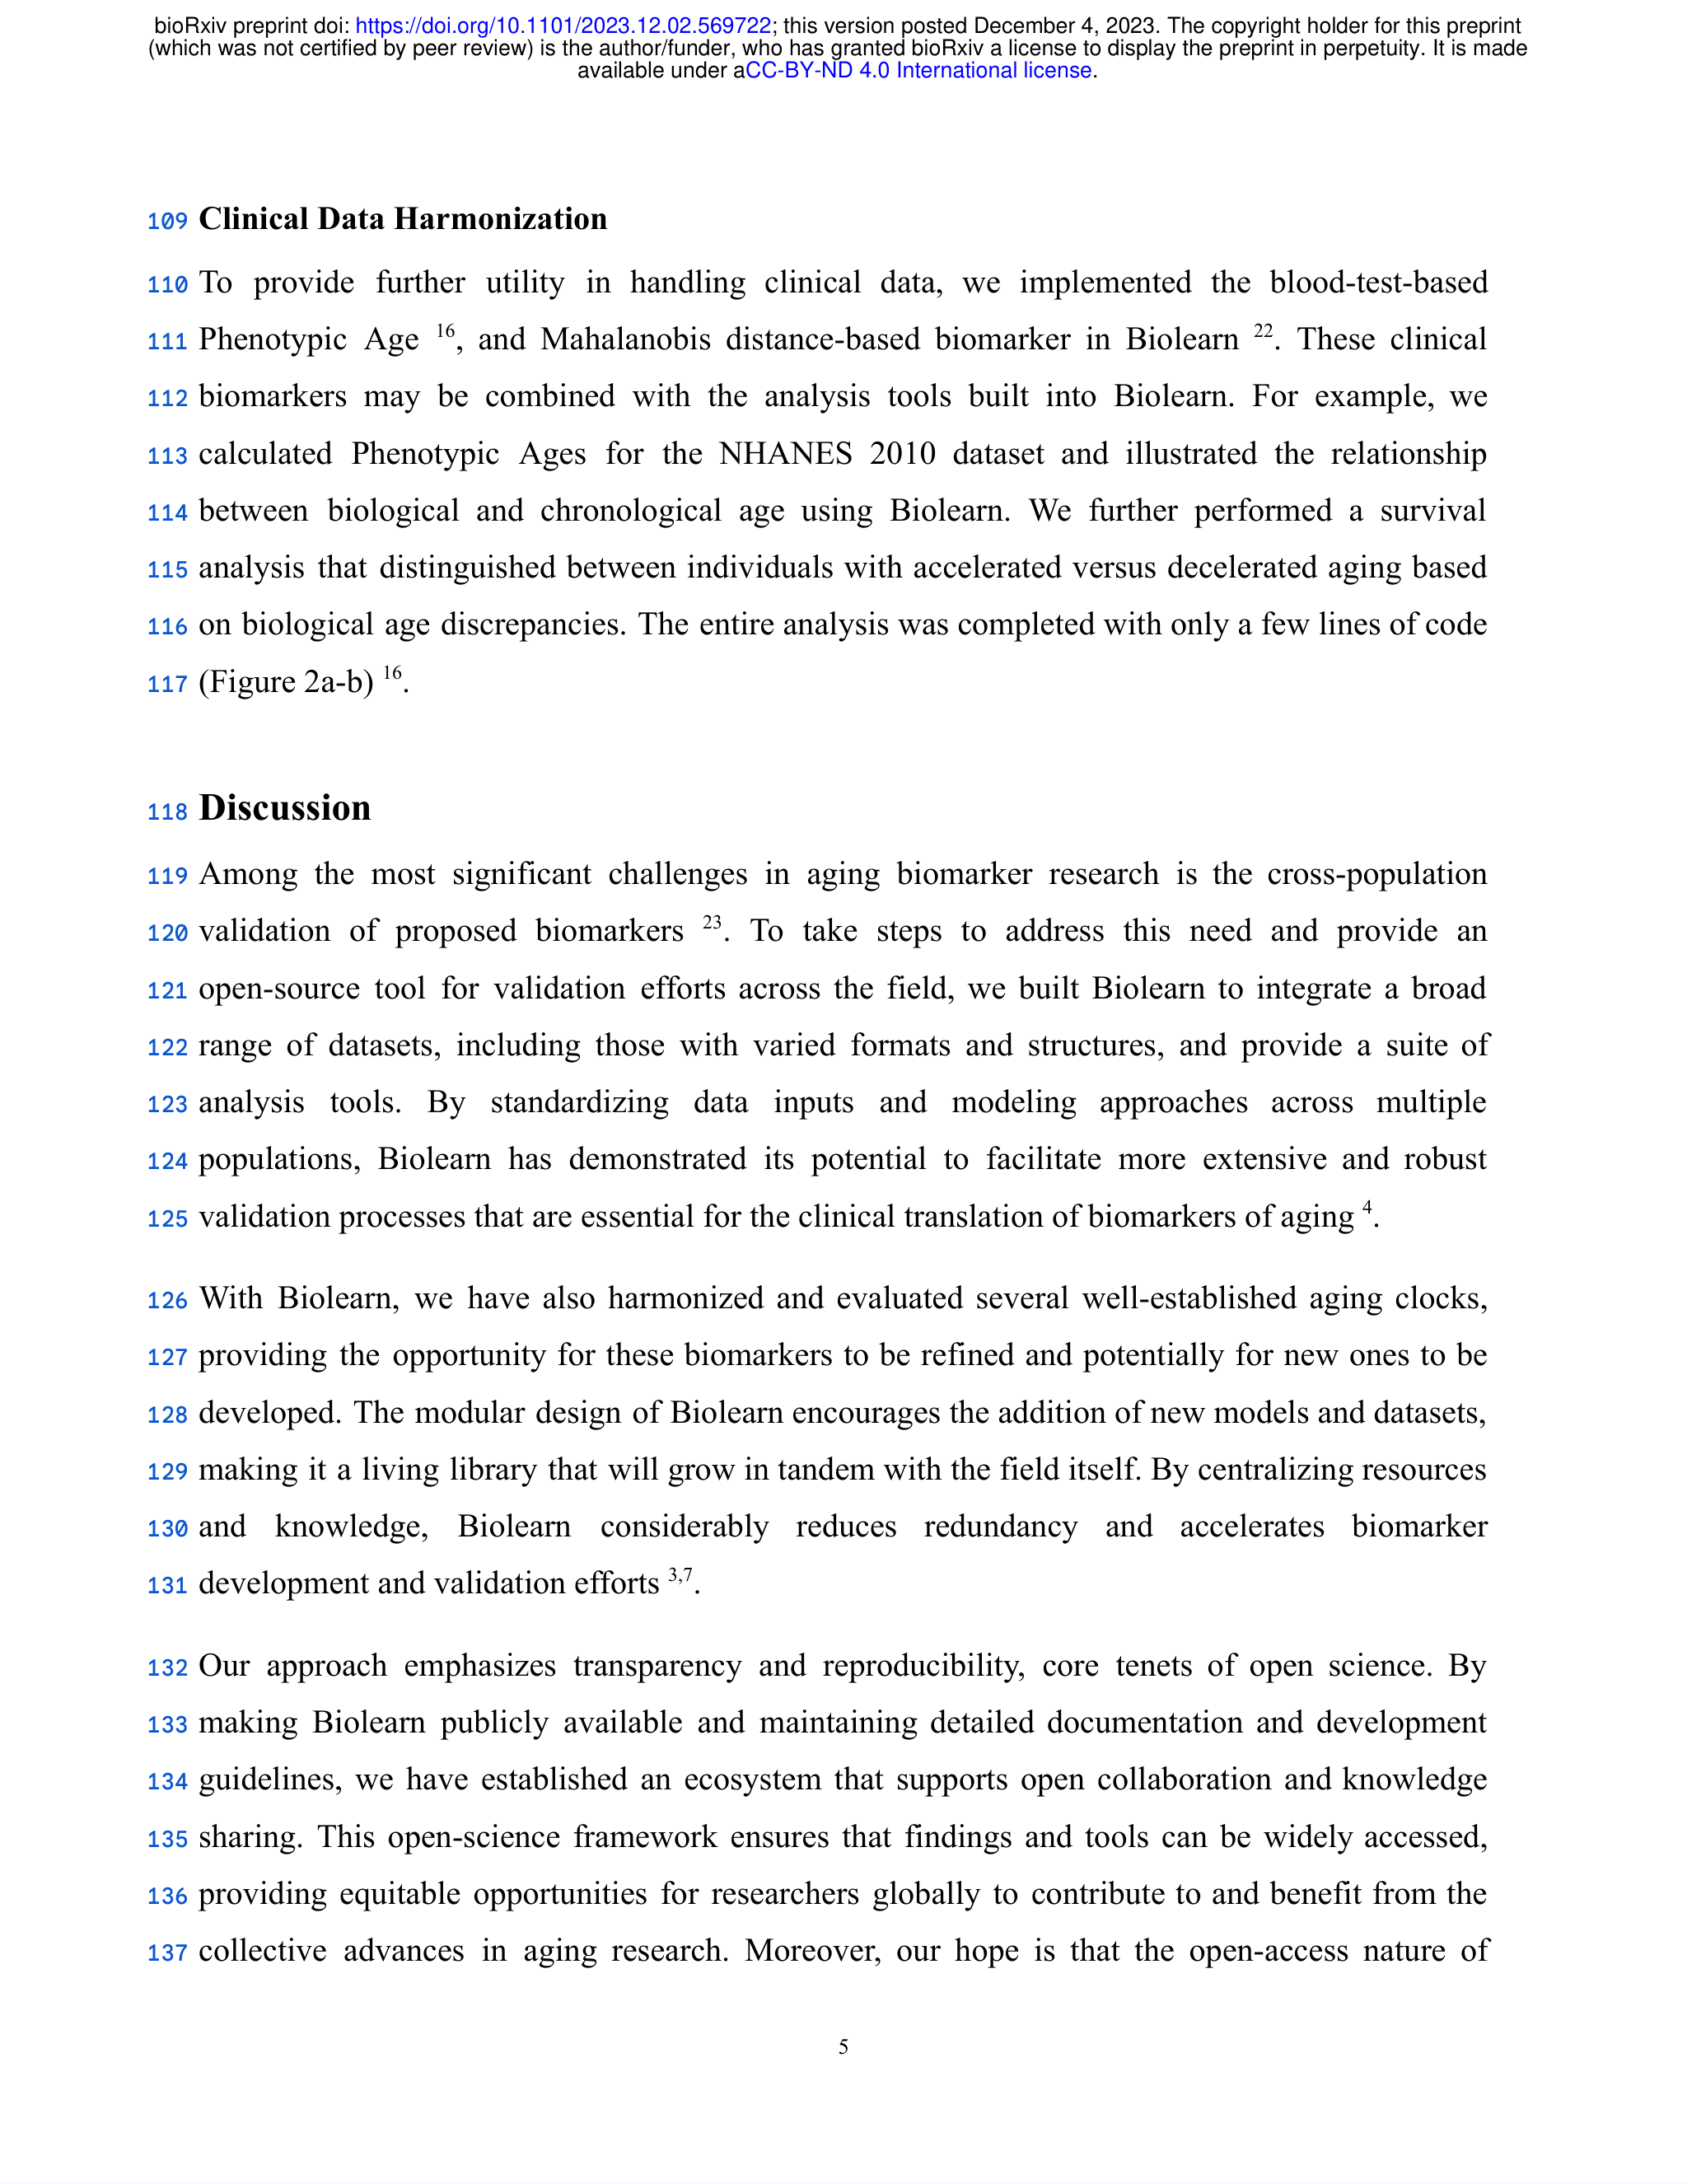 bioRxiv preprint doi: https://doi.org/10.1101/2023.12.02.569722; this version posted December 4, 2023. The copyright holder for this preprint
(which was not certified by peer review) is the author/funder, who has granted bioRxiv a license to display the preprint in perpetuity. It is made
available under aCC-BY-ND 4.0 International license.
109 Clinical Data Harmonization
110 To provide further utility in handling clinical data, we implemented the blood-test-based
111 Phenotypic Age 16, and Mahalanobis distance-based biomarker in Biolearn 22. These clinical
112 biomarkers may be combined with the analysis tools built into Biolearn. For example, we
113 calculated Phenotypic Ages for the NHANES 2010 dataset and illustrated the relationship
114 between biological and chronological age using Biolearn. We further performed a survival
115 analysis that distinguished between individuals with accelerated versus decelerated aging based
116 on biological age discrepancies. The entire analysis was completed with only a few lines of code
117 (Figure 2a-b) 16.
118 Discussion
119 Among the most significant challenges in aging biomarker research is the cross-population
120 validation of proposed biomarkers 23. To take steps to address this need and provide an
121 open-source tool for validation efforts across the field, we built Biolearn to integrate a broad
122 range of datasets, including those with varied formats and structures, and provide a suite of
123 analysis tools. By standardizing data inputs and modeling approaches across multiple
124 populations, Biolearn has demonstrated its potential to facilitate more extensive and robust
125 validation processes that are essential for the clinical translation of biomarkers of aging 4.
126 With Biolearn, we have also harmonized and evaluated several well-established aging clocks,
127 providing the opportunity for these biomarkers to be refined and potentially for new ones to be
128 developed. The modular design of Biolearn encourages the addition of new models and datasets,
129 making it a living library that will grow in tandem with the field itself. By centralizing resources
130 and knowledge, Biolearn considerably reduces redundancy and accelerates biomarker
131 development and validation efforts 3,7.
132 Our approach emphasizes transparency and reproducibility, core tenets of open science. By
133 making Biolearn publicly available and maintaining detailed documentation and development
134 guidelines, we have established an ecosystem that supports open collaboration and knowledge
135 sharing. This open-science framework ensures that findings and tools can be widely accessed,
136 providing equitable opportunities for researchers globally to contribute to and benefit from the
137 collective advances in aging research. Moreover, our hope is that the open-access nature of
5